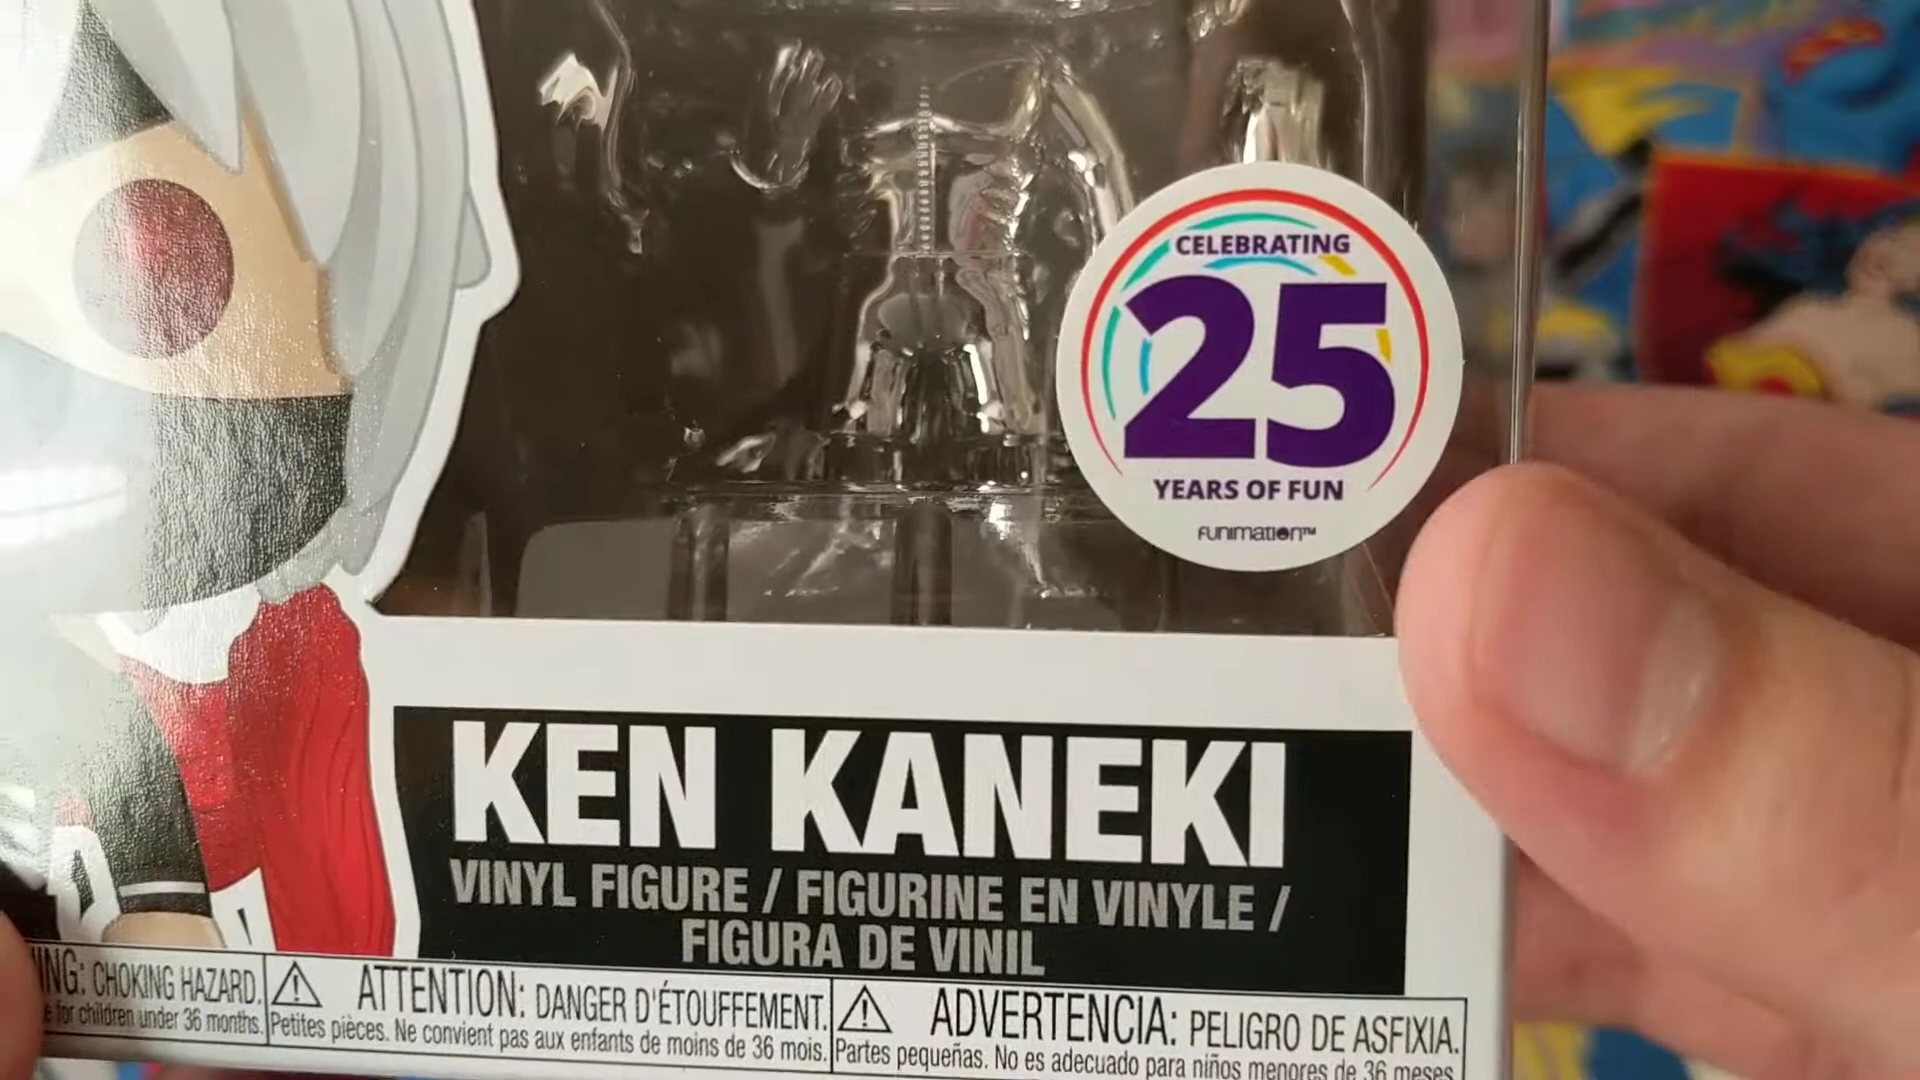 CELEBRATING
25
YEARS OF FUN
FUNIMATION™
KEN KANEKI
VINYL FIGURE / FIGURINE EN VINYLE /
FIGURA DE VINIL
CHOKING HAZARD.
for children under 36 months.
ATTENTION: DANGER D'ÉTOUFFEMENT.
Petites pièces. Ne convient pas aux enfants de moins de 36 mois.
ADVERTENCIA: PELIGRO DE ASFIXIA.
Partes pequeñas. No es adecuado para niños menores de 36 meses.